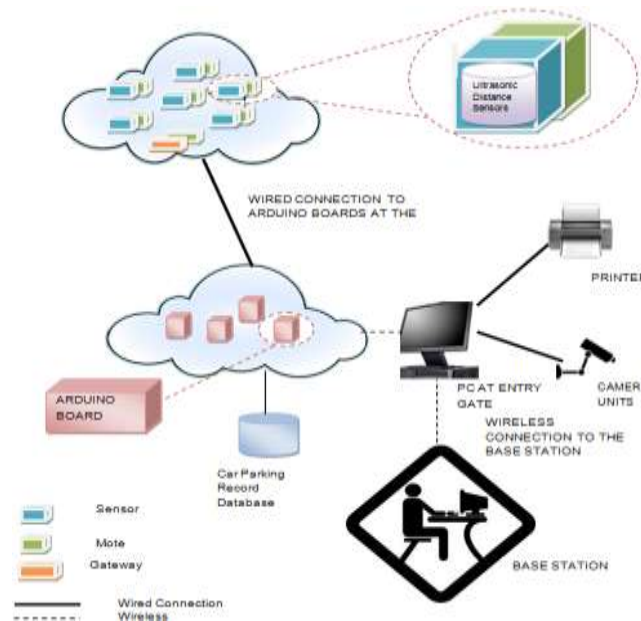 Ultrasonic
Distance
Sensors
WIRED CONNECTION TO
ARDUINO BOARDS AT THE
PRINTER
ARDUINO
BOARD
PC AT ENTRY
GATE
CAMER
UNITS
WIRELESS
CONNECTION TO THE
BASE STATION
Car Parking
Record
Database
BASE STATION
Sensor
Mote
Gateway
Wired Connection
Wireless